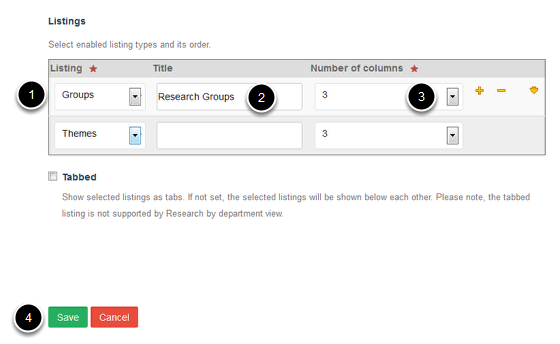 Listings
Select enabled listing types and its order.
Listing ★ Title Number of columns ★
1 Groups Research Groups 2 3 3
Themes 3
Tabbed
Show selected listings as tabs. If not set, the selected listings will be shown below each other. Please note, the tabbed
listing is not supported by Research by department view.
4 Save Cancel